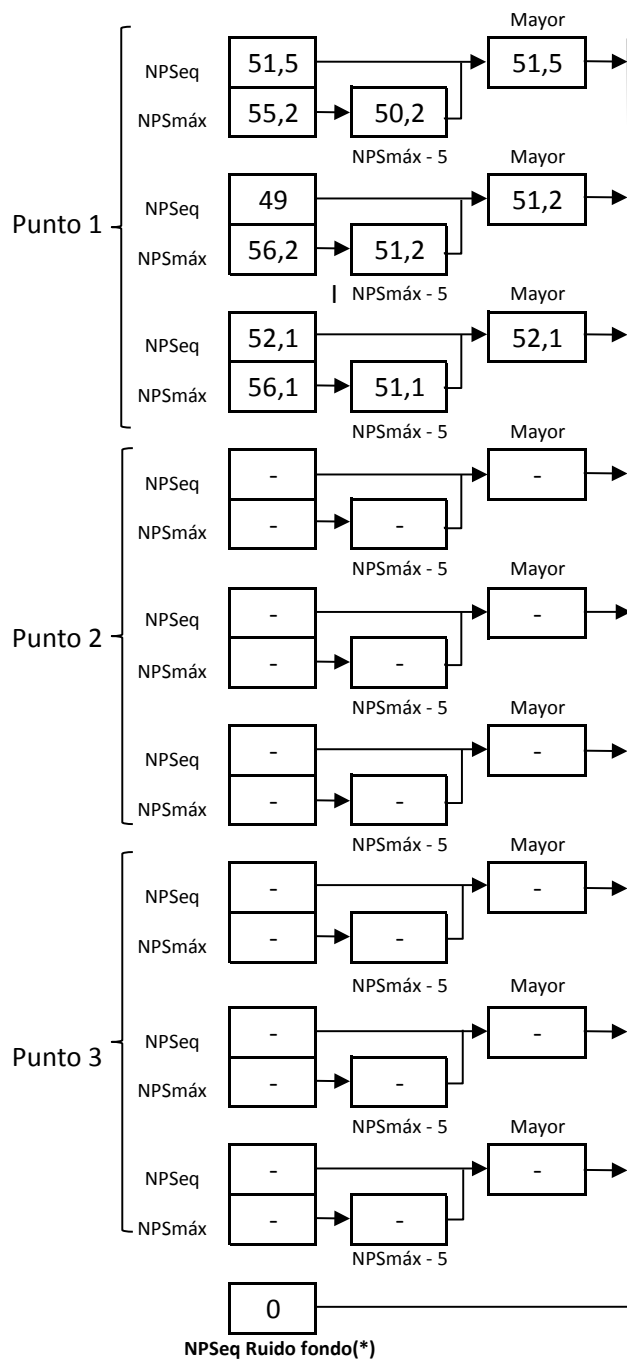 Mayor
NPSeq 51,5 51,5
NPSmáx 55,2 50,2
NPSmáx - 5 Mayor
NPSeq 49 51,2
Punto 1
NPSmáx 56,2 51,2
| NPSmáx - 5 Mayor
NPSeq 52,1 52,1
NPSmáx 56,1 51,1
NPSmáx - 5 Mayor
NPSeq - -
NPSmáx - -
NPSmáx - 5 Mayor
NPSeq - -
Punto 2
NPSmáx - -
NPSmáx - 5 Mayor
NPSeq - -
NPSmáx - -
NPSmáx - 5 Mayor
NPSeq - -
NPSmáx - -
NPSmáx - 5 Mayor
NPSeq - -
Punto 3
NPSmáx - -
NPSmáx - 5 Mayor
NPSeq - -
NPSmáx - -
NPSmáx - 5
0
NPSeq Ruido fondo(*)